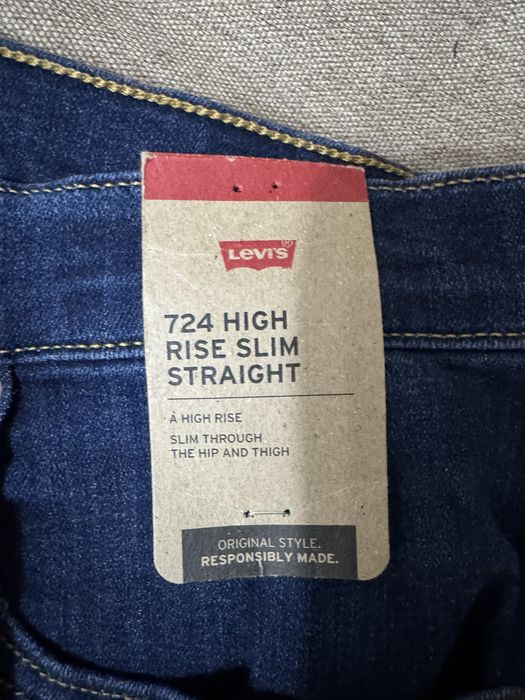 Levi's ®
724 HIGH
RISE SLIM
STRAIGHT
A HIGH RISE
SLIM THROUGH
THE HIP AND THIGH
ORIGINAL STYLE.
RESPONSIBLY MADE.